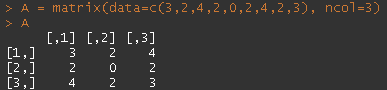 > A = matrix(data=c(3,2,4,2,0,2,4,2,3), ncol=3)
> A
     [,1] [,2] [,3]
[1,]    3    2    4
[2,]    2    0    2
[3,]    4    2    3